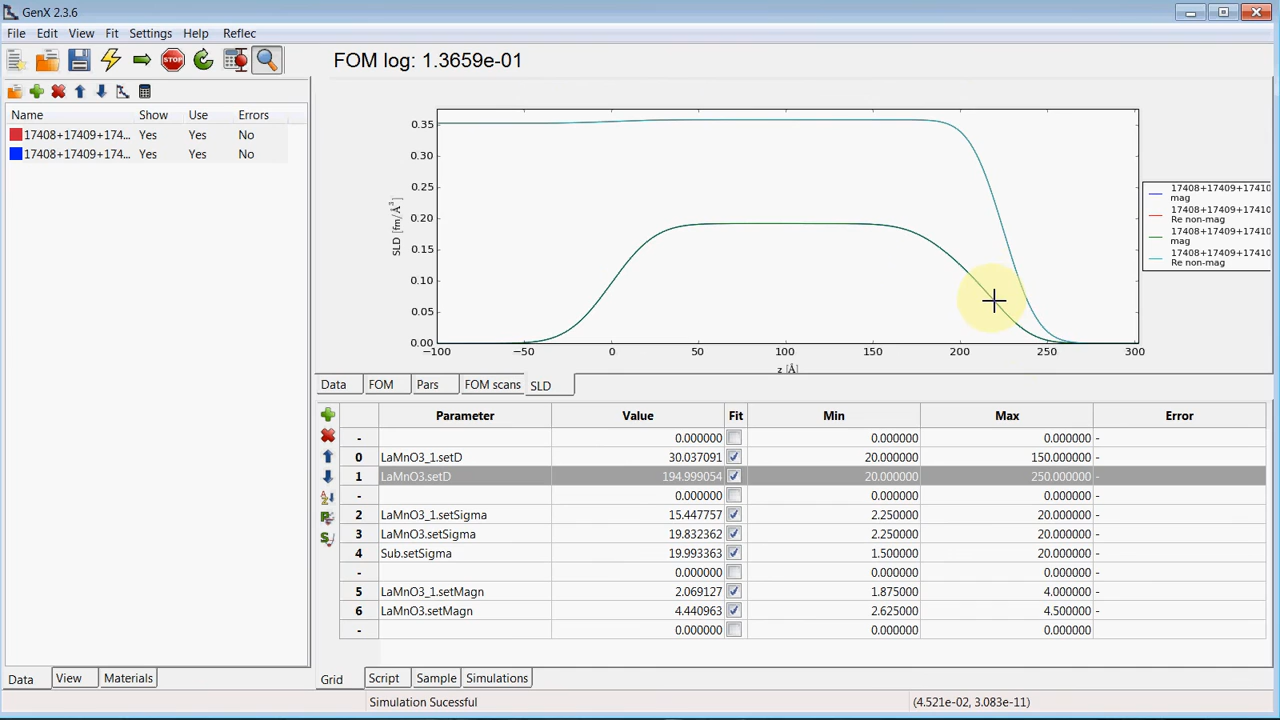 GenX 2.3.6
File Edit View Fit Settings Help Reflec
STOP
FOM log: 1.3659e-01
Name Show Use Errors
17408+17409+174... Yes Yes No
17408+17409+174... Yes Yes No
SLD [fm/Å³]
0.35
0.30
0.25
0.20
0.15
0.10
0.05
0.00
−100 −50 0 50 100 150 200 250 300
z [Å]
17408+17409+17410
mag
17408+17409+17410
Re non-mag
17408+17409+17410
mag
17408+17409+17410
Re non-mag
Data FOM Pars FOM scans SLD
Parameter Value Fit Min Max Error
- 0.000000 0.000000 0.000000 -
0 LaMnO3_1.setD 30.037091 20.000000 150.000000 -
1 LaMnO3.setD 194.999054 20.000000 250.000000 -
- 0.000000 0.000000 0.000000 -
2 LaMnO3_1.setSigma 15.447757 2.250000 20.000000 -
3 LaMnO3.setSigma 19.832362 2.250000 20.000000 -
4 Sub.setSigma 19.993363 1.500000 20.000000 -
- 0.000000 0.000000 0.000000 -
5 LaMnO3_1.setMagn 2.069127 1.875000 4.000000 -
6 LaMnO3.setMagn 4.440963 2.625000 4.500000 -
- 0.000000 0.000000 0.000000 -
Data View Materials
Grid Script Sample Simulations
Simulation Sucessful (4.521e-02, 3.083e-11)